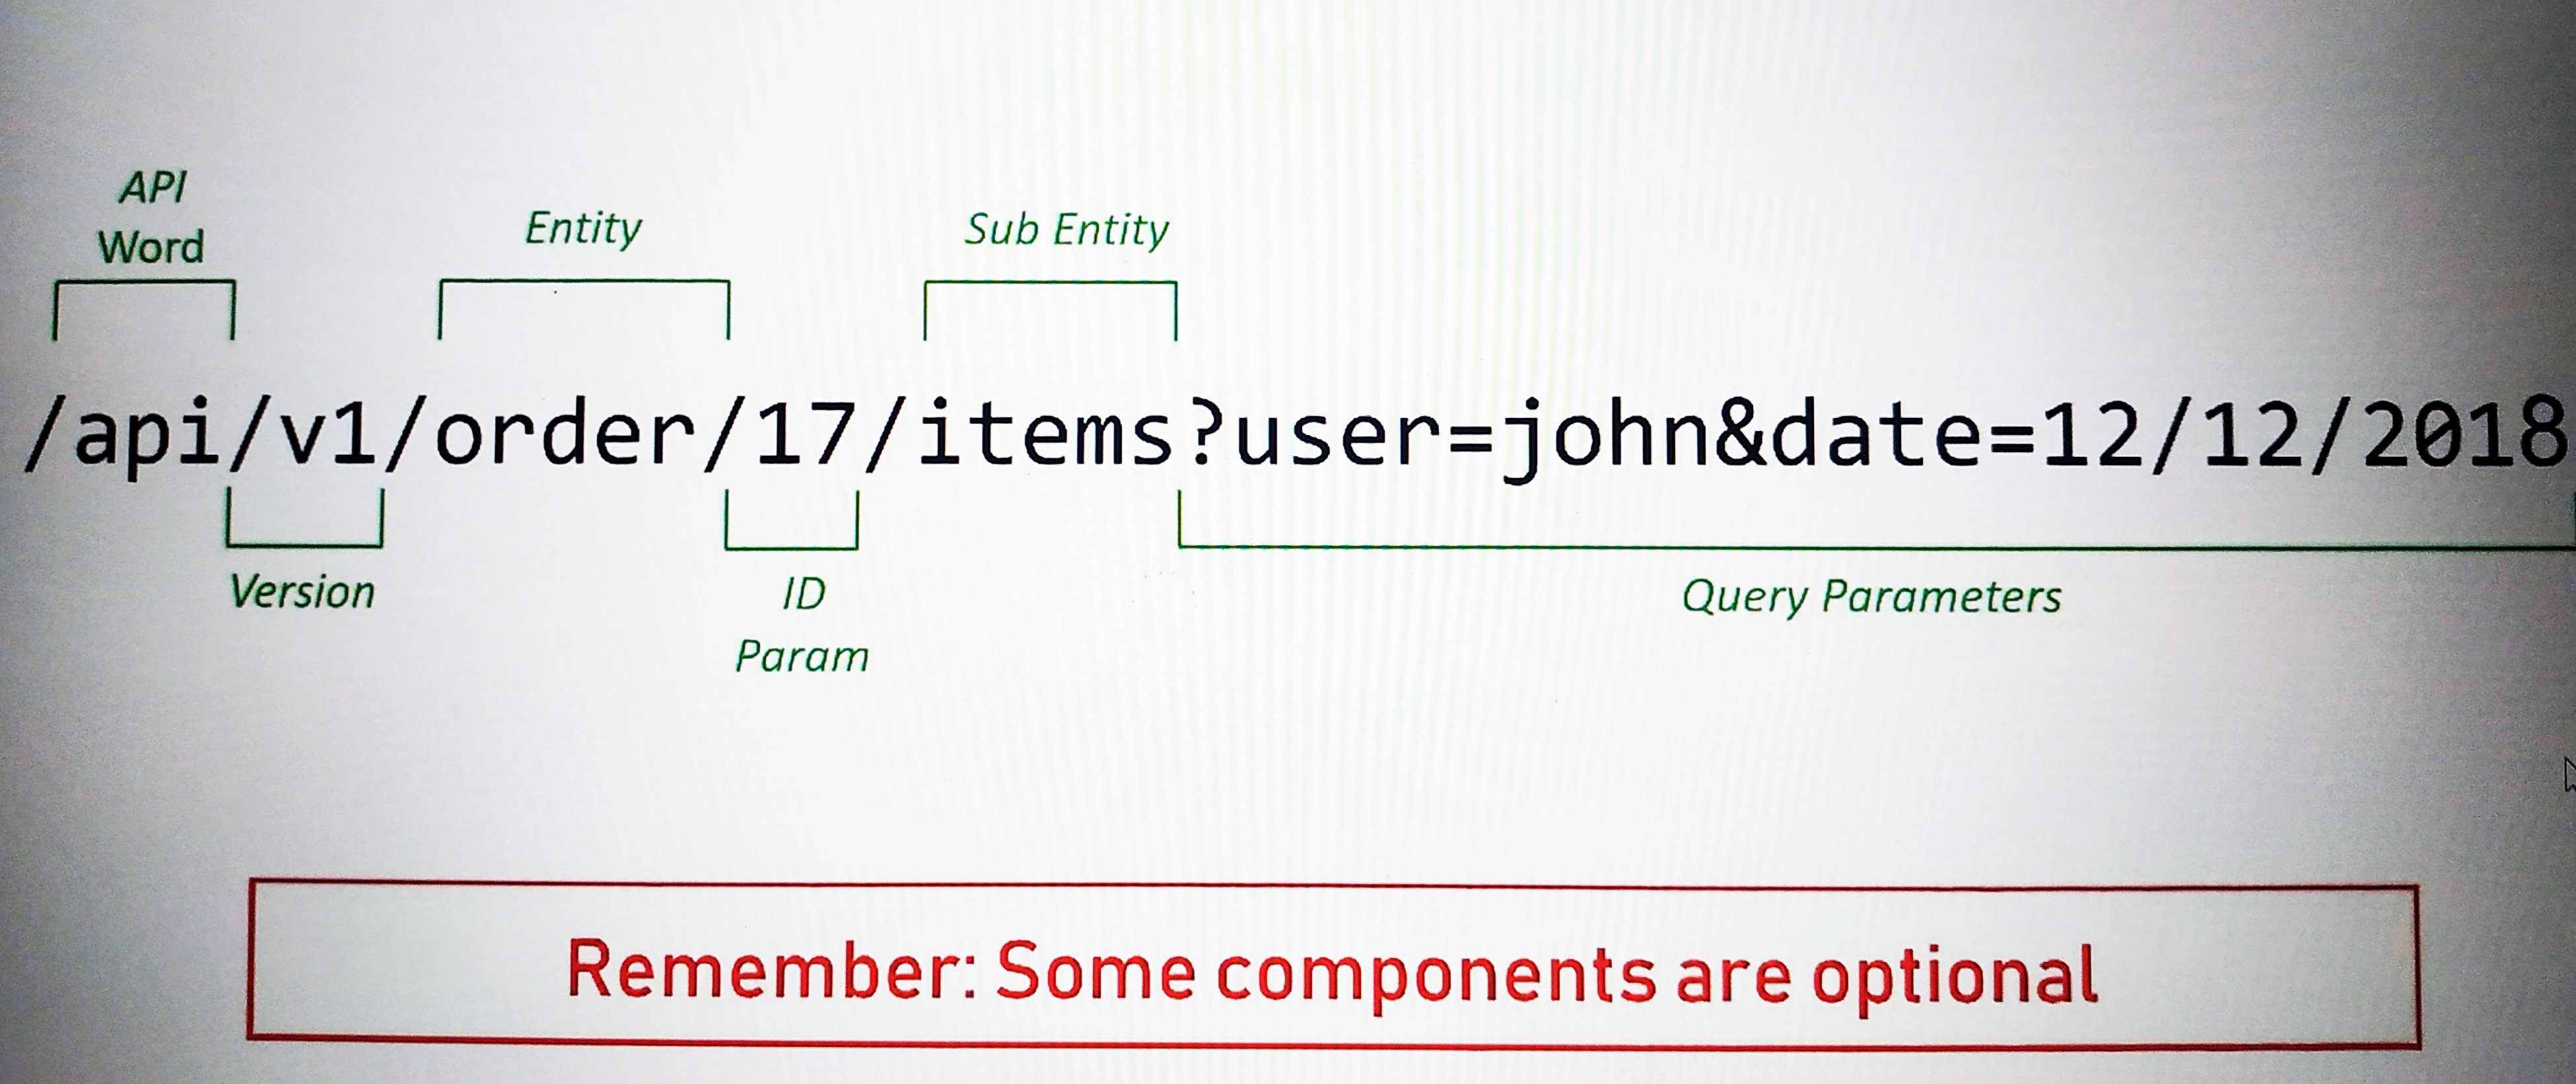 API
Word
Entity
Sub Entity
/api/v1/order/17/items?user=john&date=12/12/2018
Version
ID
Param
Query Parameters
Remember: Some components are optional